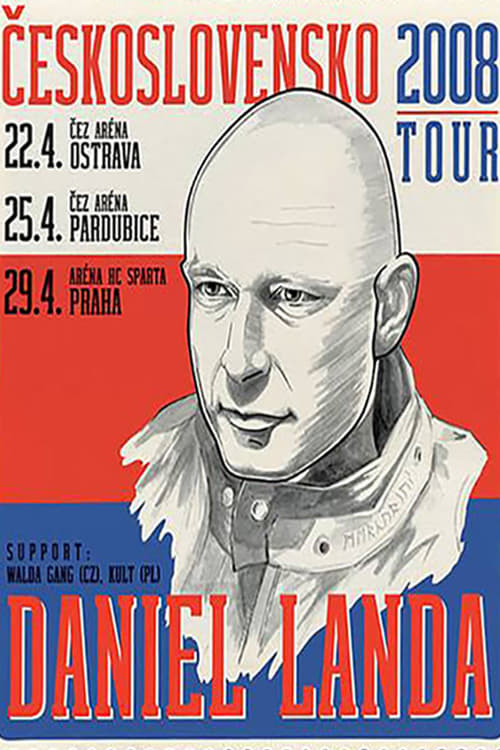 ČESKOSLOVENSKO 2008
TOUR
22.4. ČEZ ARÉNA
OSTRAVA
25.4. ČEZ ARÉNA
PARDUBICE
29.4. ARÉNA HC SPARTA
PRAHA
SUPPORT:
WALDA GANG (CZ), KULT (PL)
DANIEL LANDA